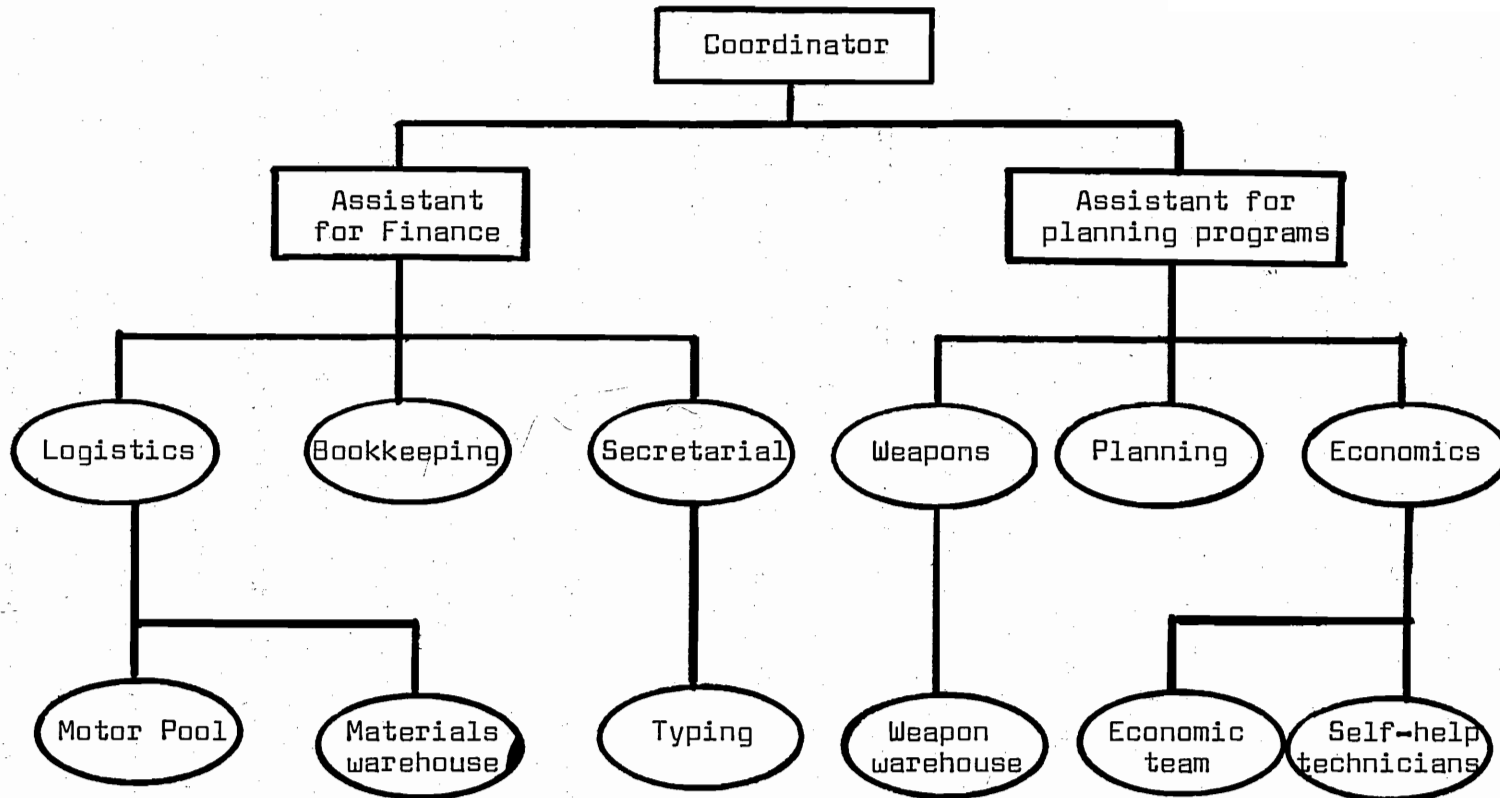 Coordinator
Assistant
for Finance
Assistant for
planning programs
Logistics
Bookkeeping
Secretarial
Weapons
Planning
Economics
Motor Pool
Materials
warehouse
Typing
Weapon
warehouse
Economic
team
Self-help
technicians